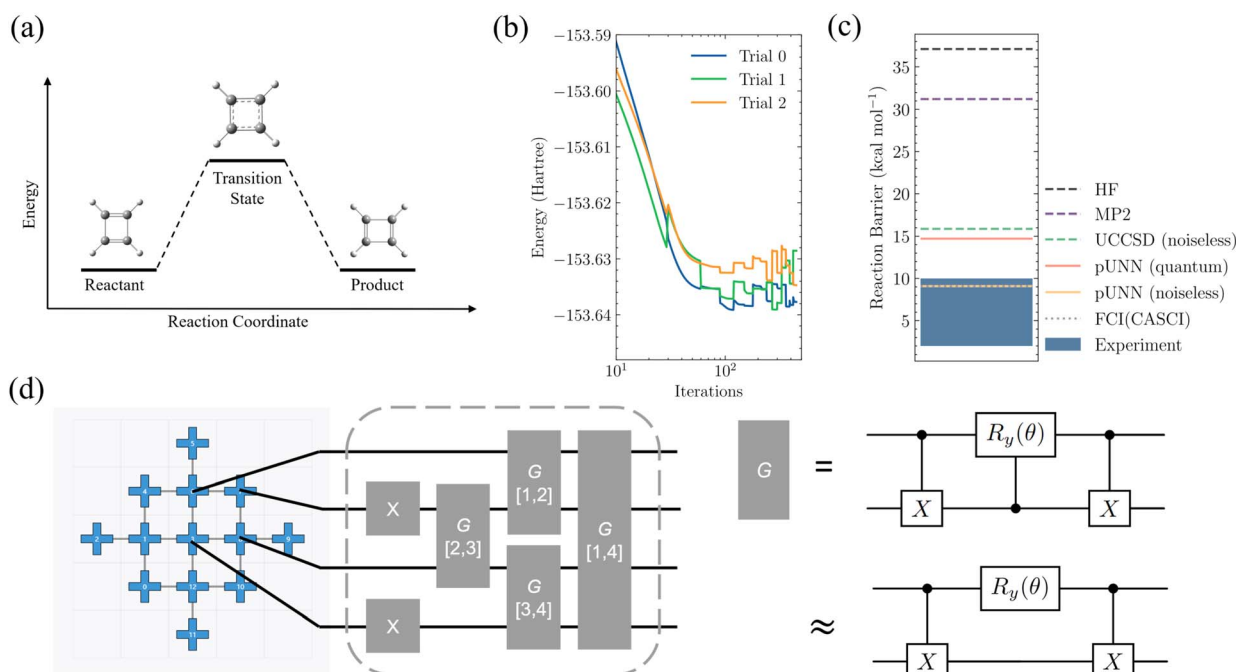 (a)
Energy
Transition
State
Reactant
Product
Reaction Coordinate
(b)
Energy (Hartree)
−153.59
−153.60
−153.61
−153.62
−153.63
−153.64
Trial 0
Trial 1
Trial 2
10¹
10²
Iterations
(c)
Reaction Barrier (kcal mol⁻¹)
35
30
25
20
15
10
5
HF
MP2
UCCSD (noiseless)
pUNN (quantum)
pUNN (noiseless)
FCI(CASCI)
Experiment
(d)
5
4
2
1
9
0
12
10
11
X
X
G
[2,3]
G
[1,2]
G
[3,4]
G
[1,4]
G
=
R_y(θ)
X
X
≈
R_y(θ)
X
X